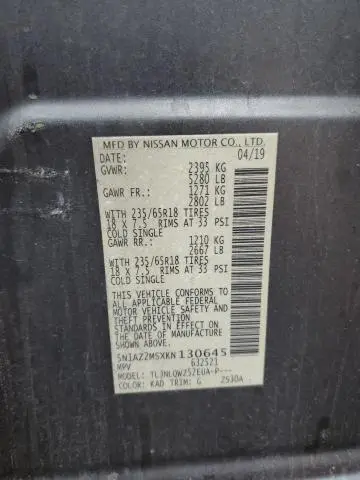 MFD BY NISSAN MOTOR CO., LTD.
DATE: 04/19
GVWR: 2395 KG
5280 LB
GAWR FR.: 1271 KG
2802 LB
WITH 235/65R18 TIRES
18 X 7.5 RIMS AT 33 PSI
COLD SINGLE
GAWR RR.: 1210 KG
2667 LB
WITH 235/65R18 TIRES
18 X 7.5 RIMS AT 33 PSI
COLD SINGLE
THIS VEHICLE CONFORMS
TO ALL APPLICABLE FEDERAL
MOTOR VEHICLE SAFETY AND
THEFT PREVENTION STANDARDS
IN EFFECT ON THE DATE OF
MANUFACTURE SHOWN ABOVE.
5N1AZ2MSXKN130645
MPV 632521
TYPE: TL3NLQWZ52EUA-P---
COLOR: KAD TRIM: G 2530A